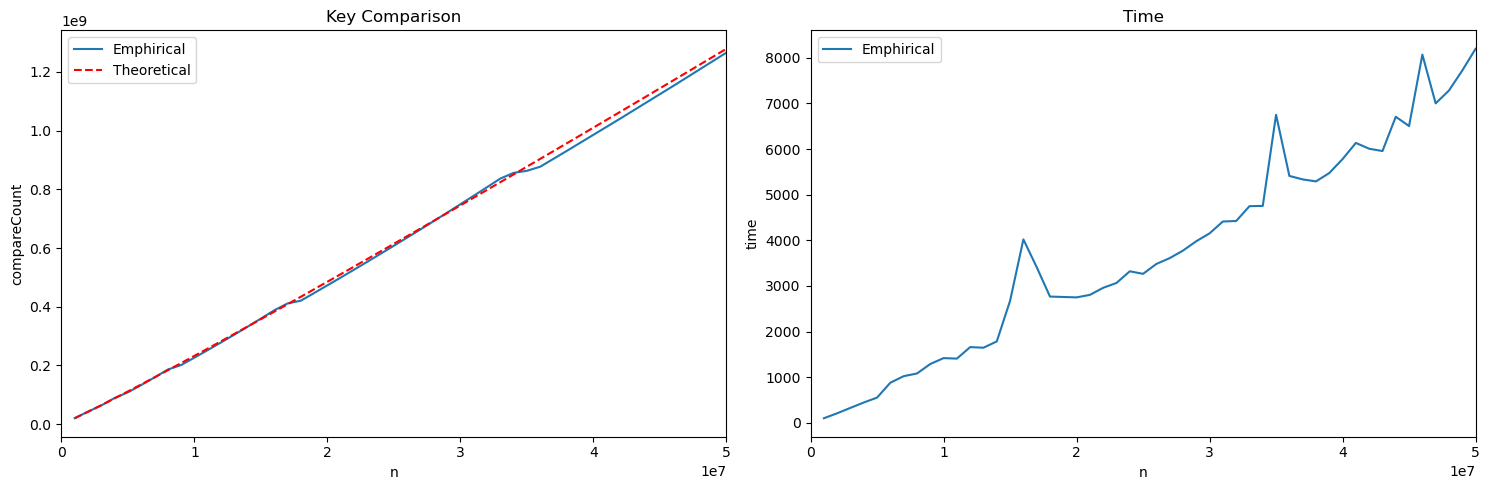 Key Comparison
1e9
Emphirical
Theoretical
1.2
1.0
0.8
0.6
0.4
0.2
0.0
compareCount
0 1 2 3 4 5
1e7
n
Time
Emphirical
8000
7000
6000
5000
4000
3000
2000
1000
0
time
0 1 2 3 4 5
1e7
n